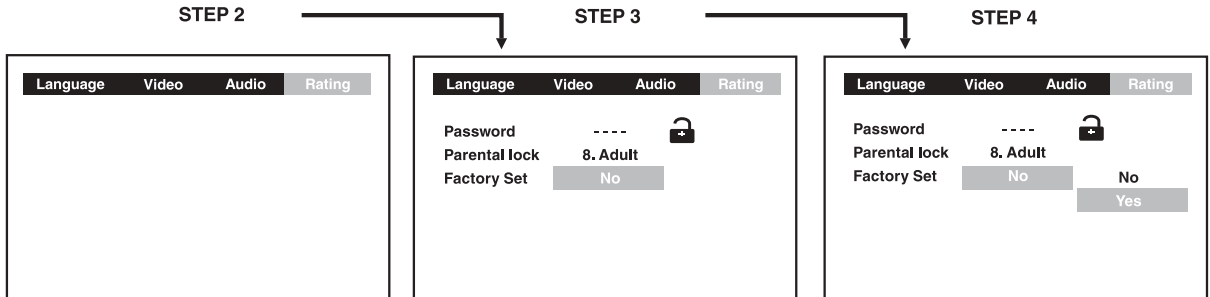 STEP 2 STEP 3 STEP 4
Language Video Audio Rating
Language Video Audio Rating
Password - - - -
Parental lock 8. Adult
Factory Set No
Language Video Audio Rating
Password - - - -
Parental lock 8. Adult
Factory Set No No
Yes